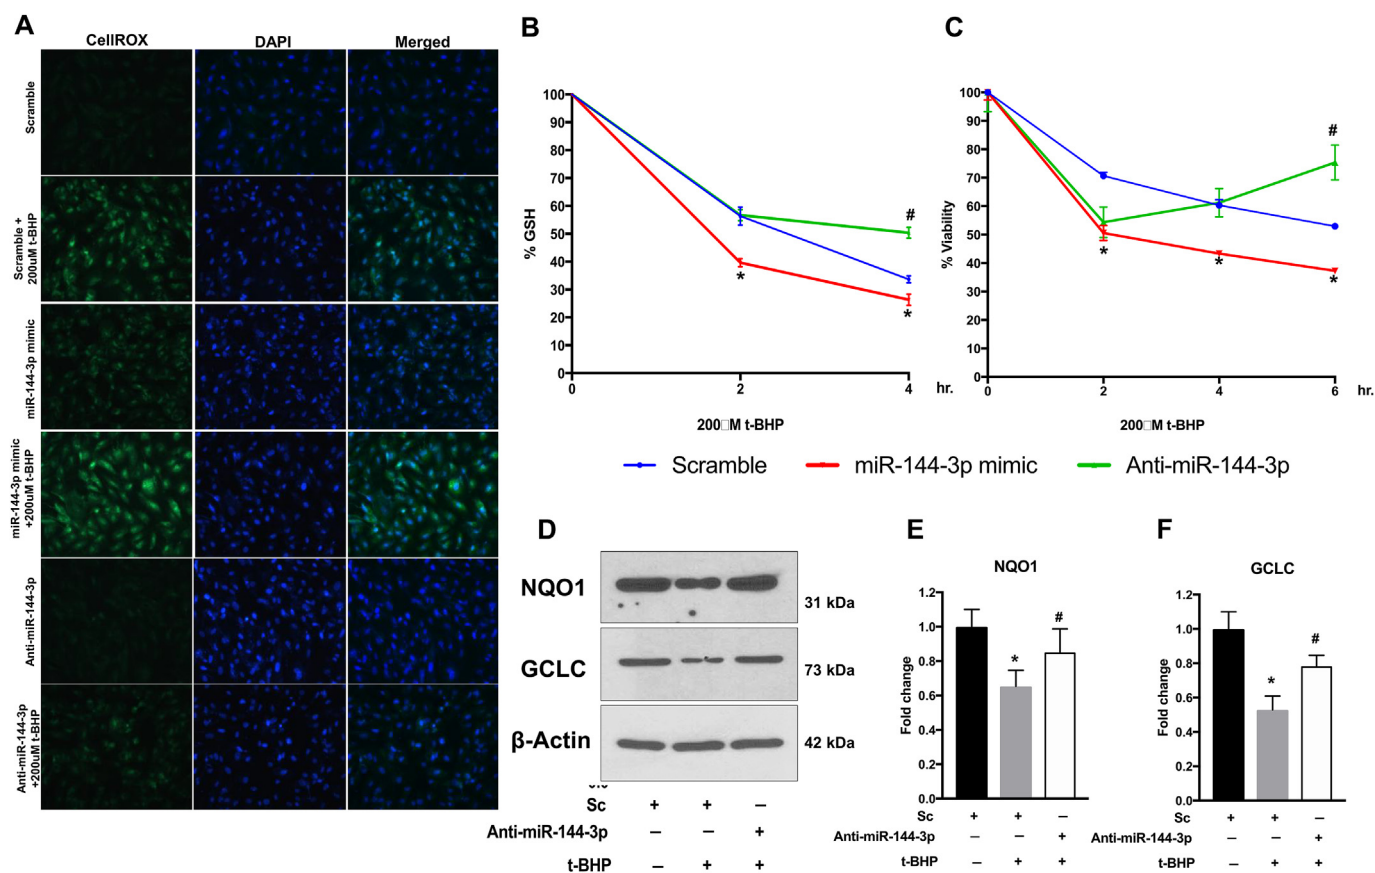 A
CellROX
DAPI
Merged
Scramble
Scramble +
200uM t-BHP
miR-144-3p mimic
miR-144-3p mimic
+200uM t-BHP
Anti-miR-144-3p
Anti-miR-144-3p
+200uM t-BHP
B
% GSH
100
90
80
70
60
50
40
30
20
10
0
0
2
4
hr.
*
*
#
200□M t-BHP
C
% Viability
100
90
80
70
60
50
40
30
20
10
0
0
2
4
6
hr.
*
*
*
#
200□M t-BHP
Scramble
miR-144-3p mimic
Anti-miR-144-3p
D
NQO1
31 kDa
GCLC
73 kDa
β-Actin
42 kDa
Sc + + –
Anti-miR-144-3p – – +
t-BHP – + +
E
NQO1
Fold change
1.2
1.0
0.8
0.6
0.4
0.2
0.0
*
#
Sc + + –
Anti-miR-144-3p – – +
t-BHP – + +
F
GCLC
Fold change
1.2
1.0
0.8
0.6
0.4
0.2
0.0
*
#
Sc + + –
Anti-miR-144-3p – – +
t-BHP – + +